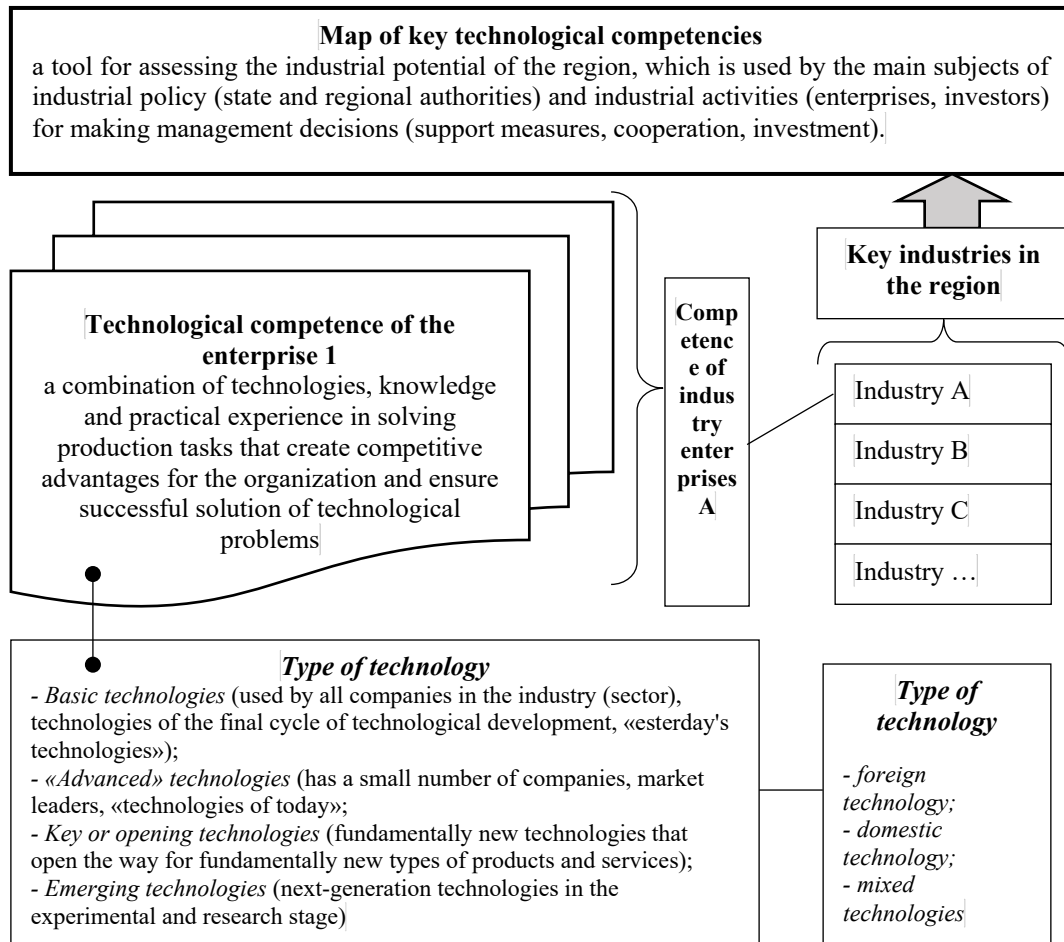 Map of key technological competencies
a tool for assessing the industrial potential of the region, which is used by the main subjects of
industrial policy (state and regional authorities) and industrial activities (enterprises, investors)
for making management decisions (support measures, cooperation, investment).
Key industries in
the region
Technological competence of the
enterprise 1
a combination of technologies, knowledge
and practical experience in solving
production tasks that create competitive
advantages for the organization and ensure
successful solution of technological
problems
Comp
etenc
e of
indus
try
enter
prises
A
Industry A
Industry B
Industry C
Industry …
Type of technology
- Basic technologies (used by all companies in the industry (sector),
technologies of the final cycle of technological development, «esterday's
technologies»);
- «Advanced» technologies (has a small number of companies, market
leaders, «technologies of today»;
- Key or opening technologies (fundamentally new technologies that
open the way for fundamentally new types of products and services);
- Emerging technologies (next-generation technologies in the
experimental and research stage)
Type of
technology
- foreign
technology;
- domestic
technology;
- mixed
technologies